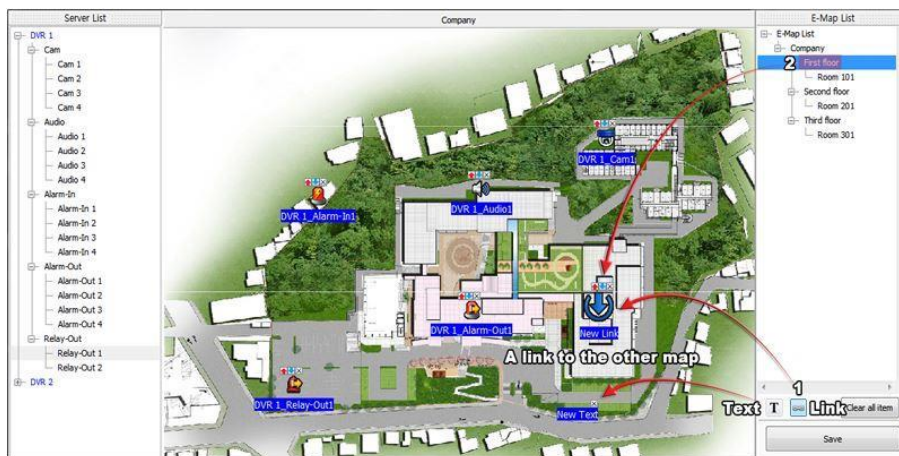 Server List
DVR 1
Cam
Cam 1
Cam 2
Cam 3
Cam 4
Audio
Audio 1
Audio 2
Audio 3
Audio 4
Alarm-In
Alarm-In 1
Alarm-In 2
Alarm-In 3
Alarm-In 4
Alarm-Out
Alarm-Out 1
Alarm-Out 2
Alarm-Out 3
Alarm-Out 4
Relay-Out
Relay-Out 1
Relay-Out 2
DVR 2
Company
DVR 1_Cam1
DVR 1_Audio1
DVR 1_Alarm-In1
DVR 1_Alarm-Out1
New Link
A link to the other map
DVR 1_Relay-Out1
New Text
E-Map List
E-Map List
Company
2 First floor
Room 101
Second floor
Room 201
Third floor
Room 301
1
Text T Link Clear all item
Save